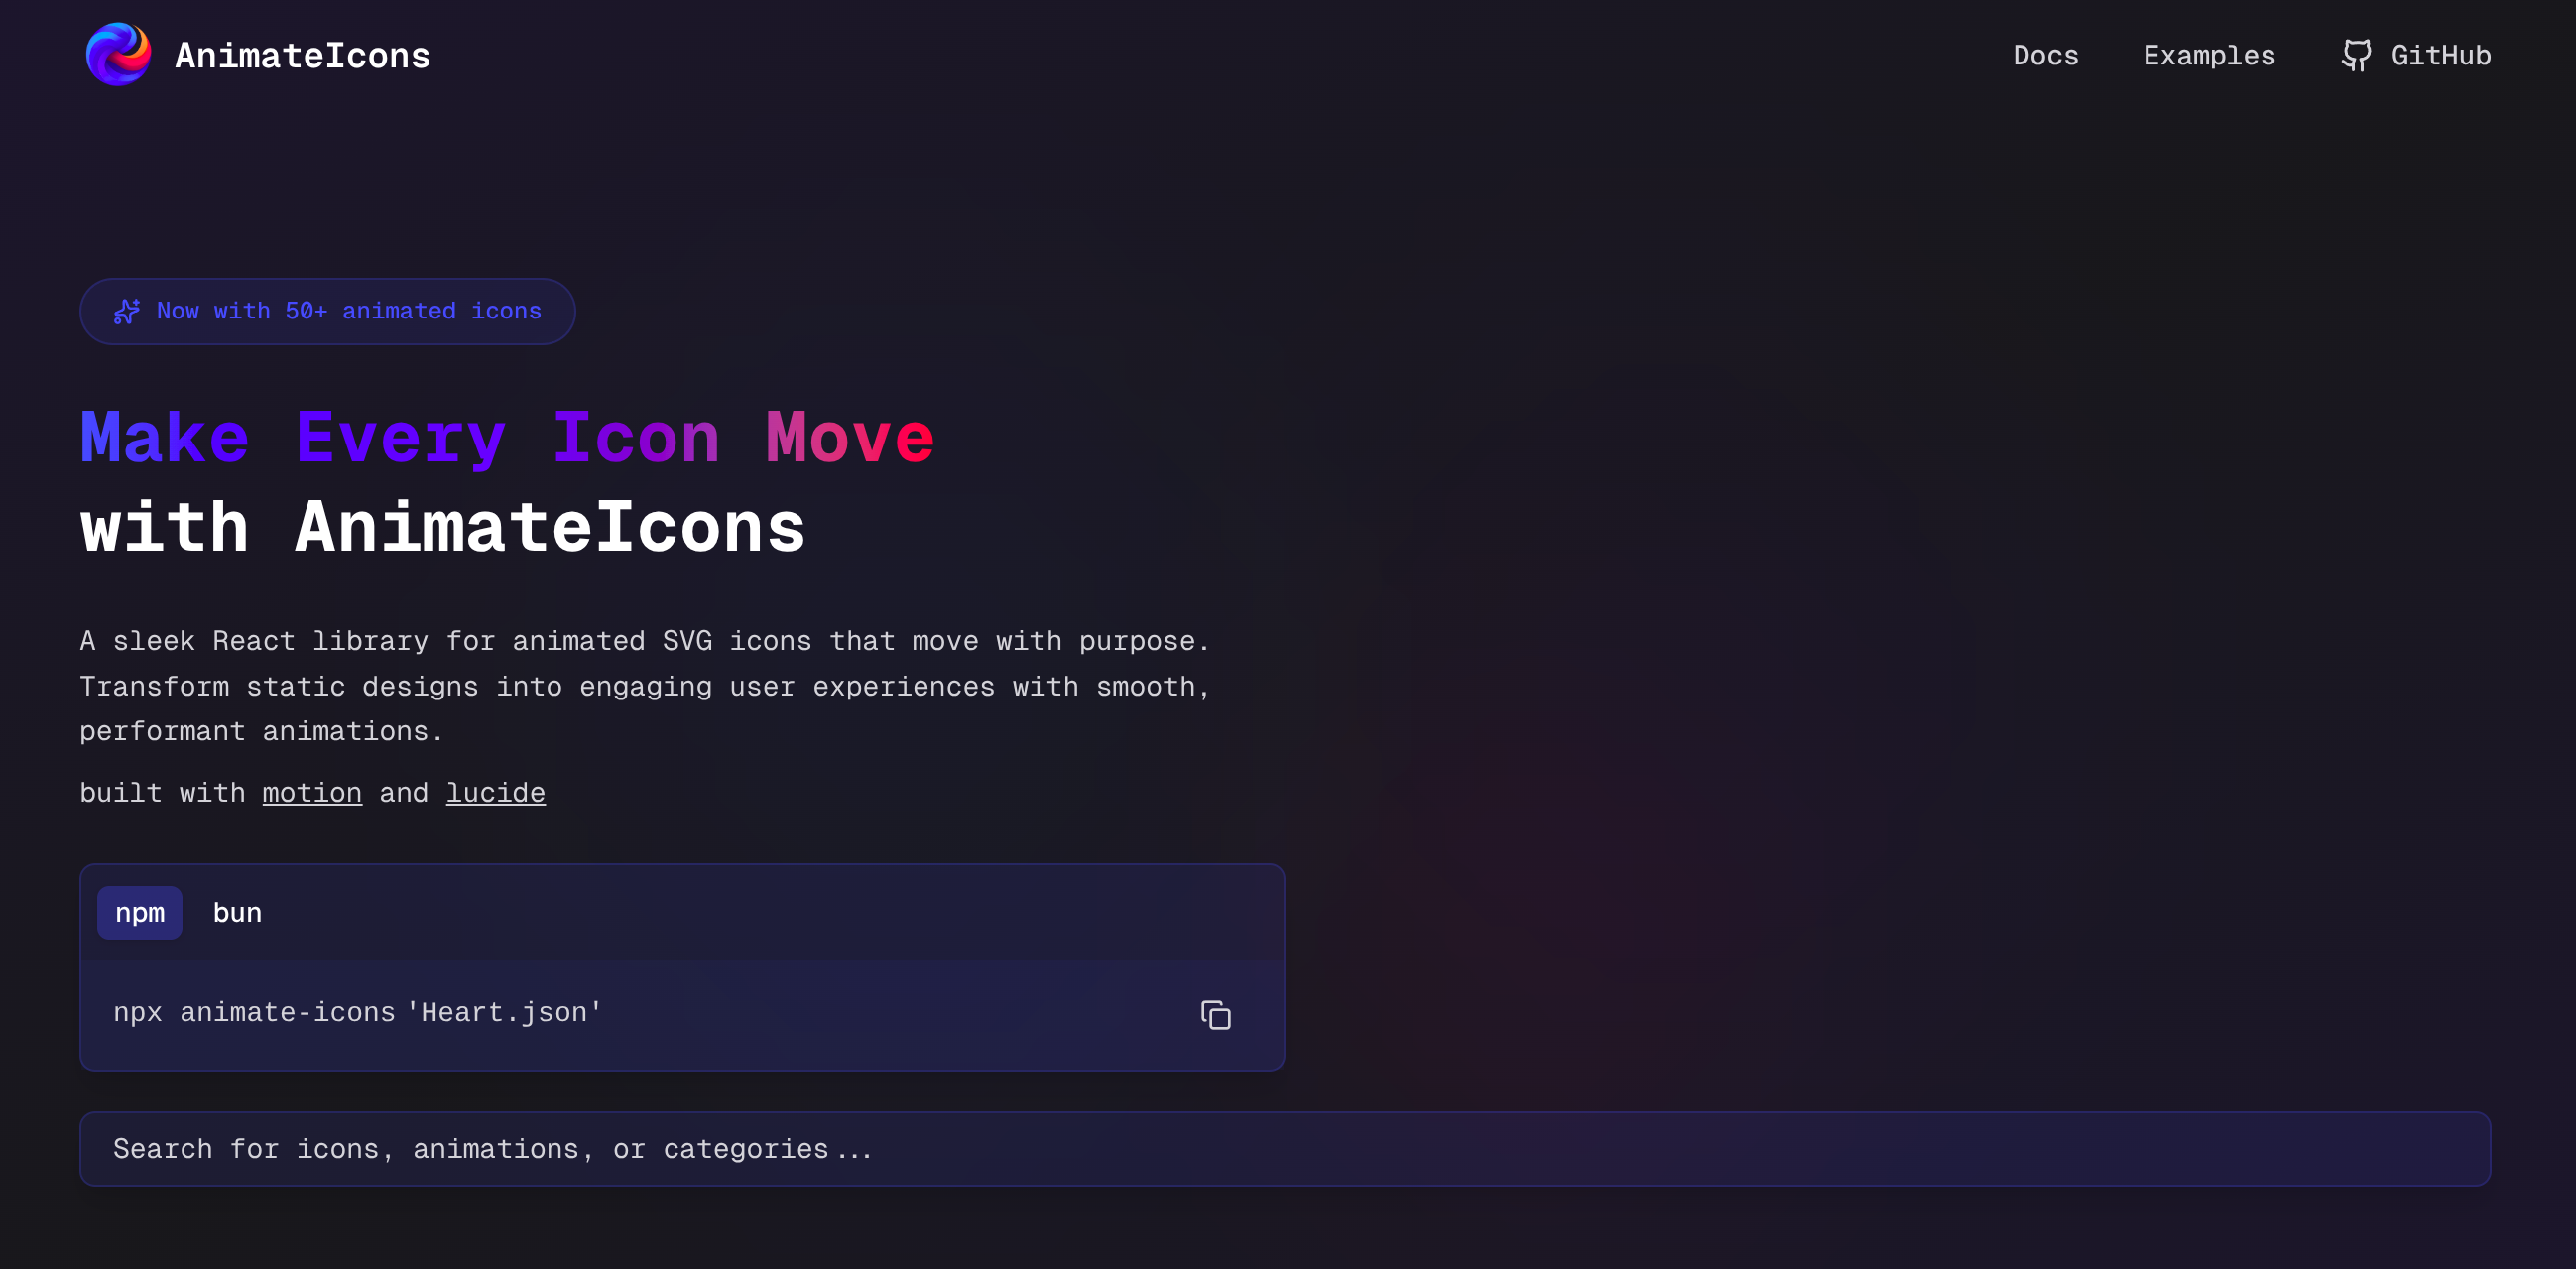 AnimateIcons
Docs
Examples
GitHub
Now with 50+ animated icons
Make Every Icon Move
with AnimateIcons
A sleek React library for animated SVG icons that move with purpose.
Transform static designs into engaging user experiences with smooth,
performant animations.
built with motion and lucide
npm
bun
npx animate-icons 'Heart.json'
Search for icons, animations, or categories...